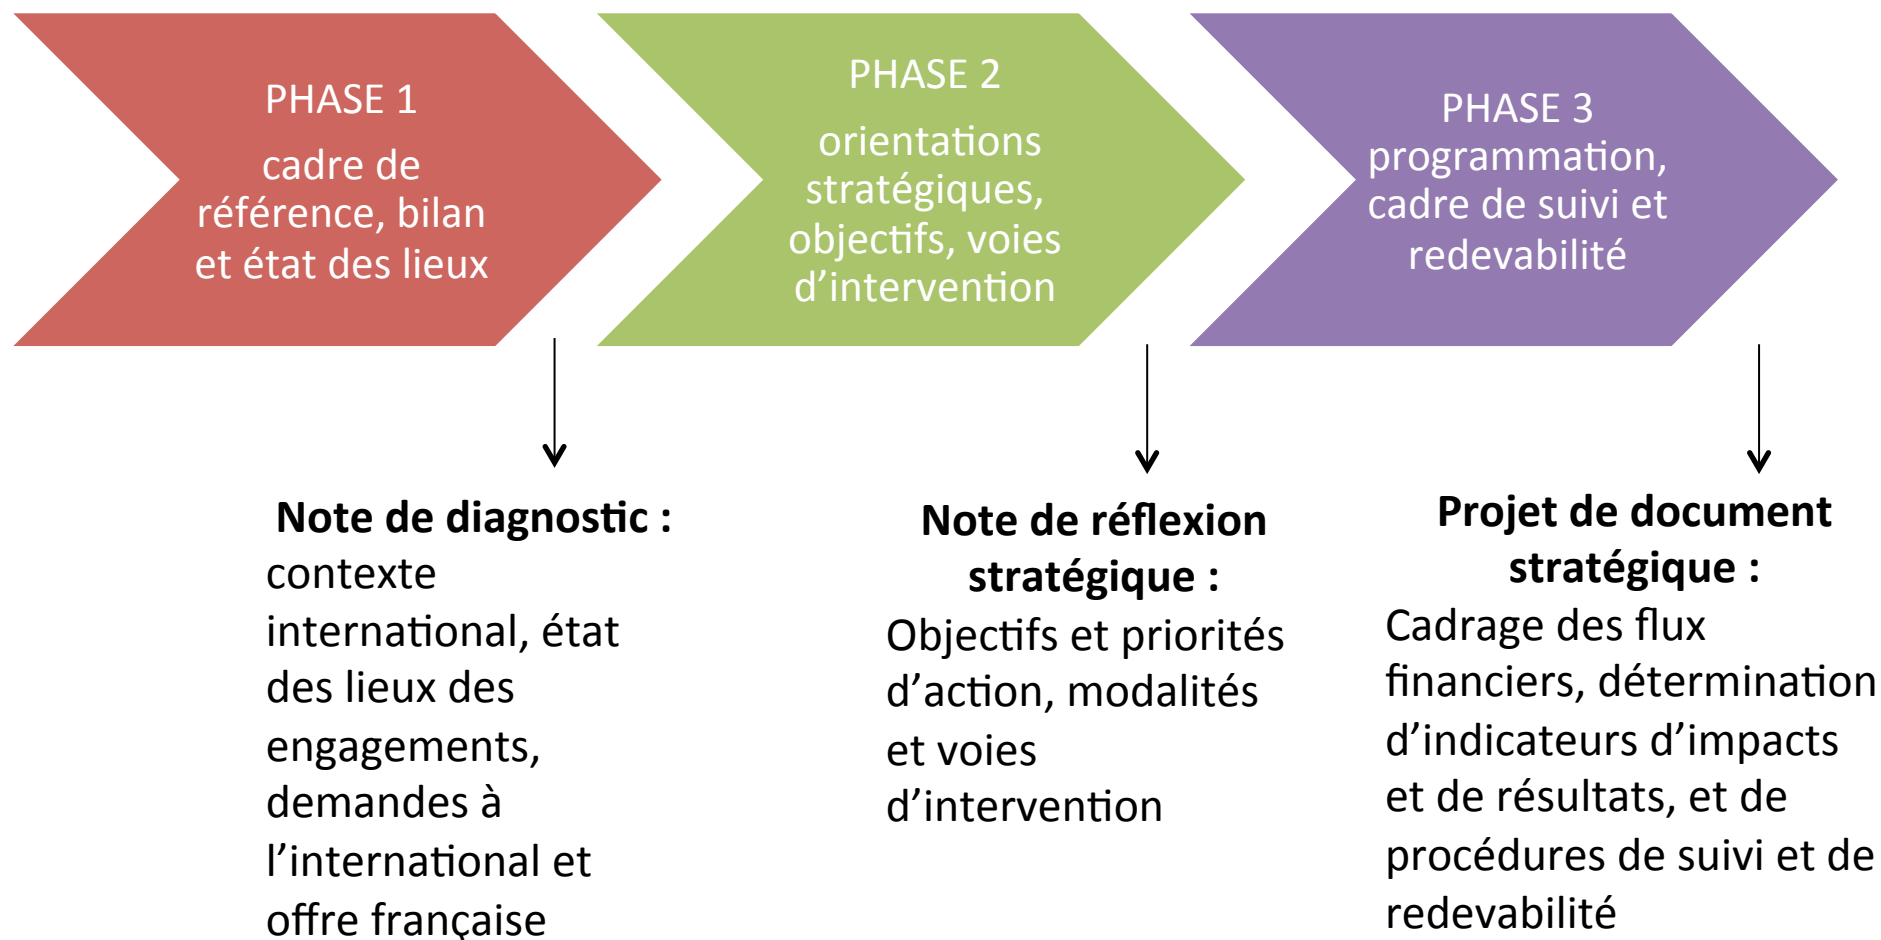 PHASE 1
cadre de
référence, bilan
et état des lieux
PHASE 2
orientations
stratégiques,
objectifs, voies
d’intervention
PHASE 3
programmation,
cadre de suivi et
redevabilité
Note de diagnostic :
contexte
international, état
des lieux des
engagements,
demandes à
l’international et
offre française
Note de réflexion
stratégique :
Objectifs et priorités
d’action, modalités
et voies
d’intervention
Projet de document
stratégique :
Cadrage des flux
financiers, détermination
d’indicateurs d’impacts
et de résultats, et de
procédures de suivi et de
redevabilité